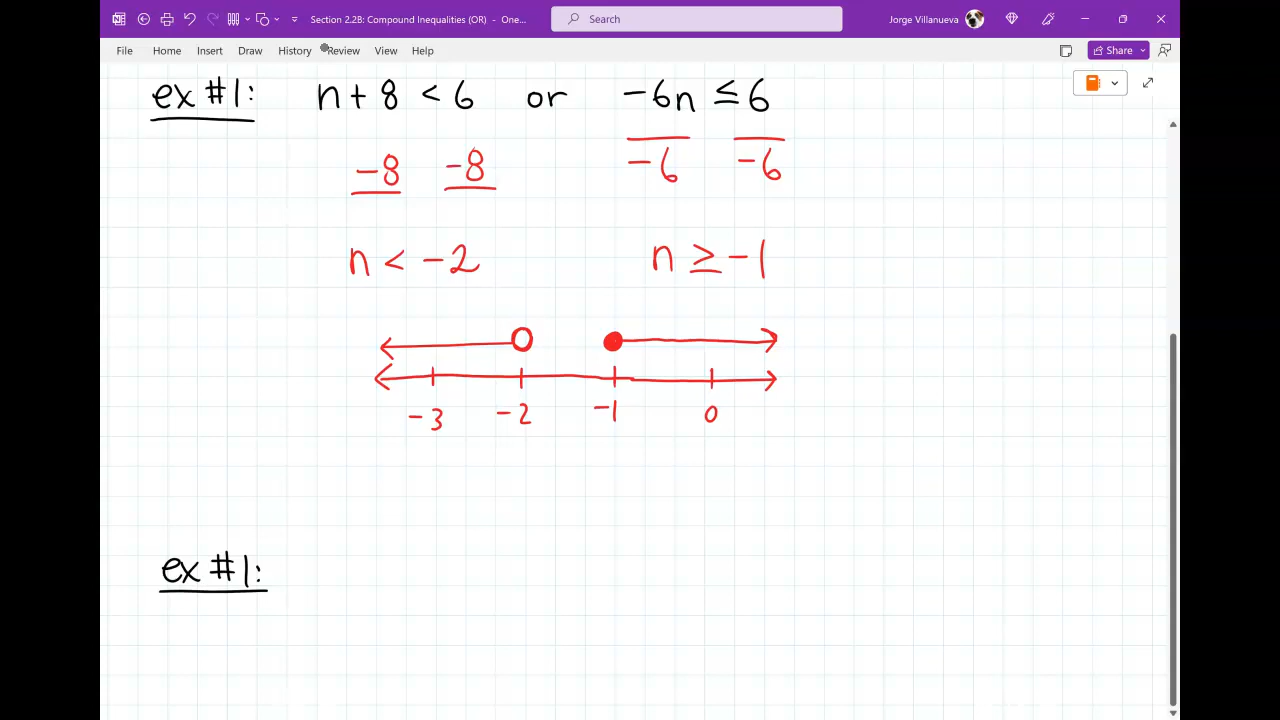 Section 2.2B: Compound Inequalities (OR) - One...
Search
Jorge Villanueva
File Home Insert Draw History Review View Help
Share
ex #1: n + 8 < 6 or -6n ≤ 6
-8 -8 -6 -6
n < -2 n ≥ -1
-3 -2 -1 0
ex #1: